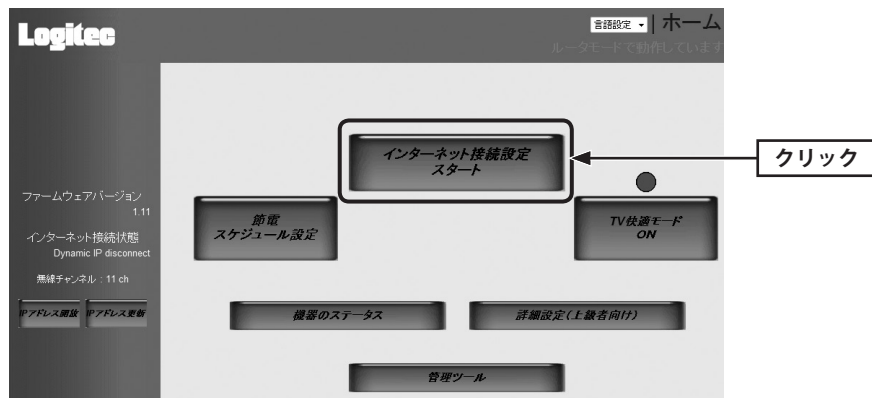 Logitec
言語設定
ホーム
ルータモードで動作しています
インターネット接続設定
スタート
クリック
ファームウェアバージョン
1.11
インターネット接続状態
Dynamic IP disconnect
無線チャンネル : 11 ch
IPアドレス開放
IPアドレス更新
節電
スケジュール設定
TV快適モード
ON
機器のステータス
詳細設定(上級者向け)
管理ツール